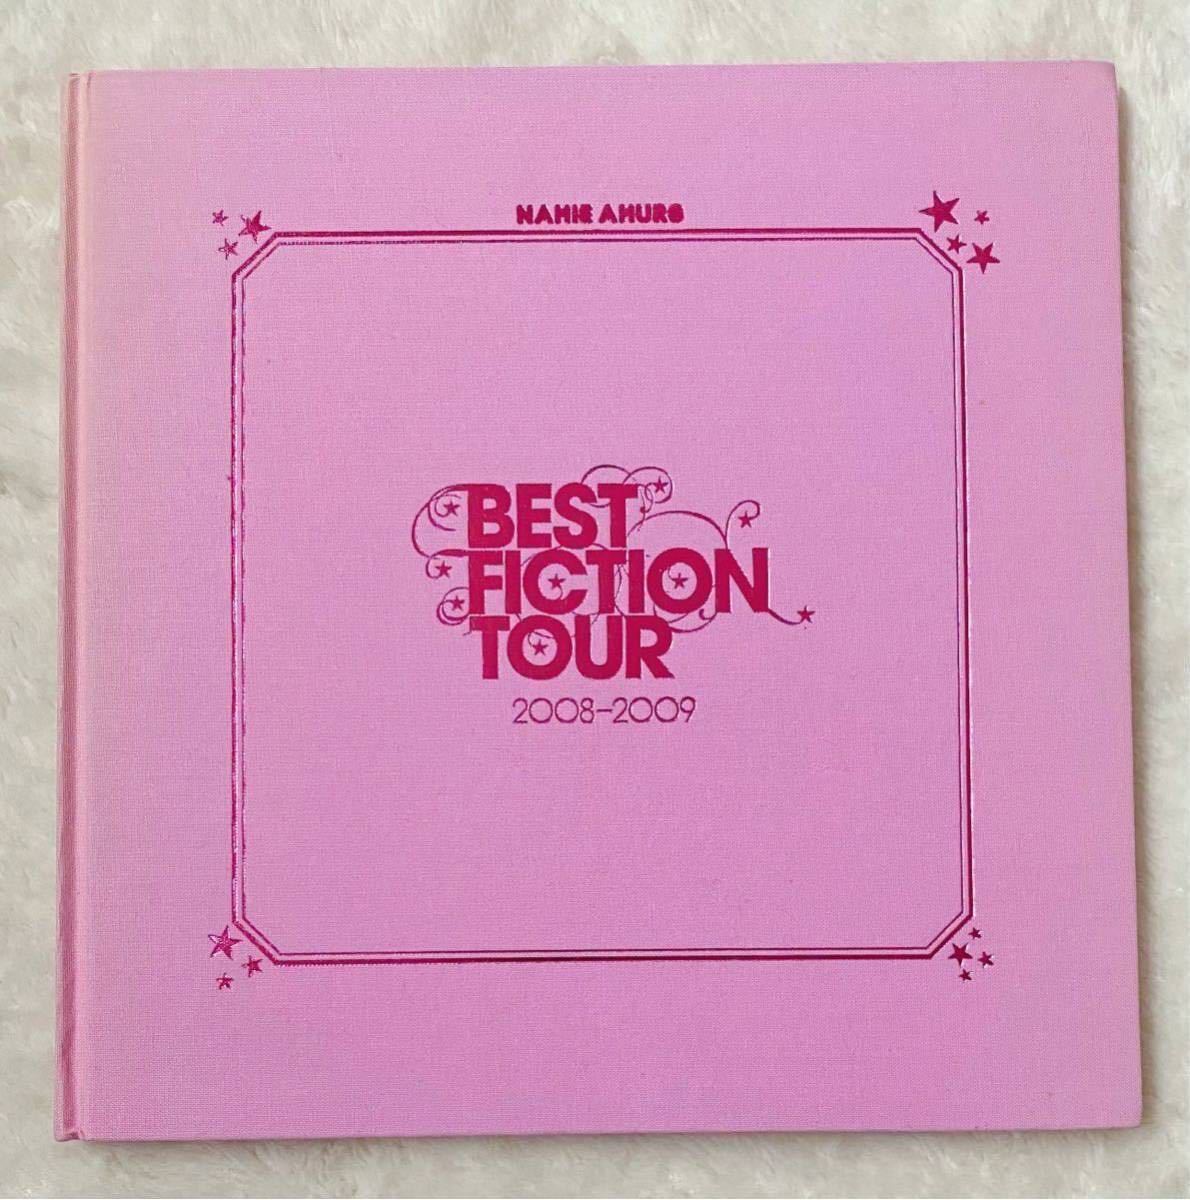 NAMIE AMURO
BEST
FICTION
TOUR
2008-2009